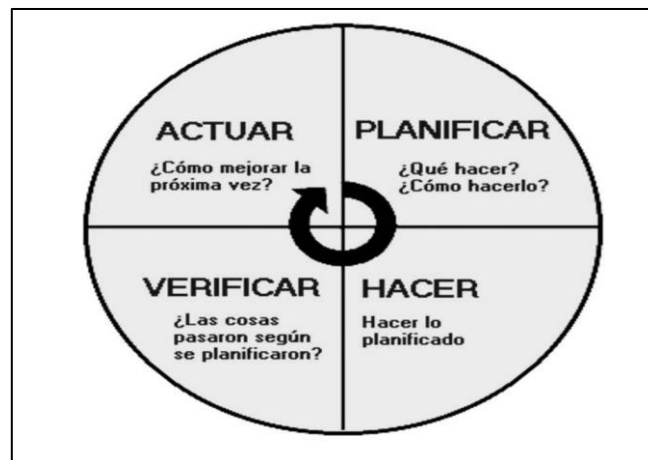 ACTUAR
¿Cómo mejorar la
próxima vez?
PLANIFICAR
¿Qué hacer?
¿Cómo hacerlo?
VERIFICAR
¿Las cosas
pasaron según
se planificaron?
HACER
Hacer lo
planificado